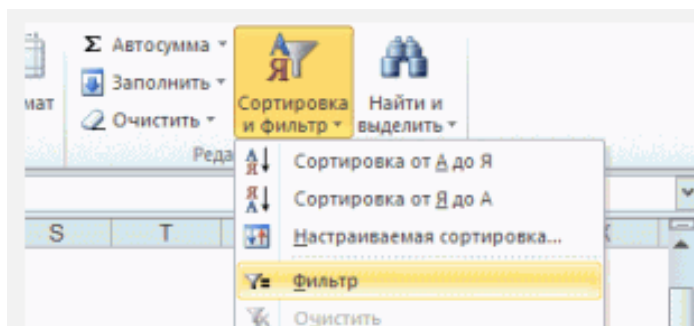 Σ Автосумма
Заполнить
мат
Очистить
Сортировка
и фильтр
Найти и
выделить
Реда
Сортировка от А до Я
Сортировка от Я до А
S T
Настраиваемая сортировка...
Фильтр
Очистить